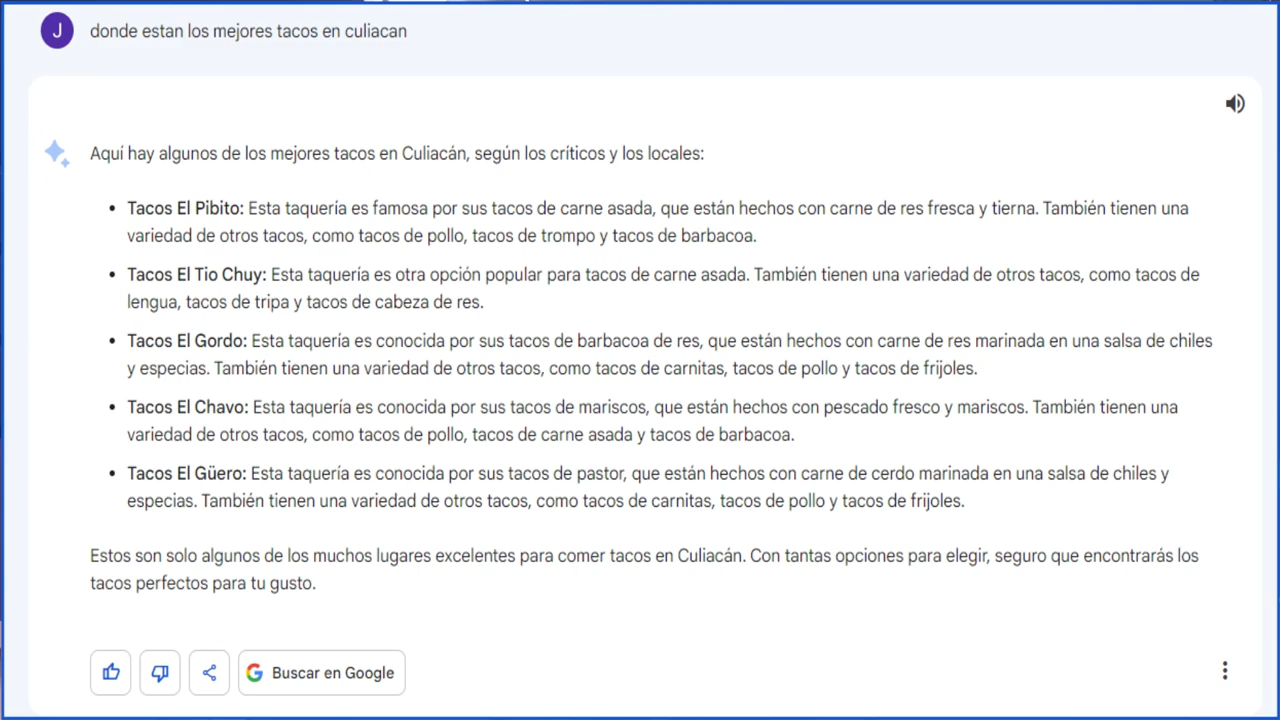 J
donde estan los mejores tacos en culiacan
Aquí hay algunos de los mejores tacos en Culiacán, según los críticos y los locales:
• Tacos El Pibito: Esta taquería es famosa por sus tacos de carne asada, que están hechos con carne de res fresca y tierna. También tienen una
variedad de otros tacos, como tacos de pollo, tacos de trompo y tacos de barbacoa.
• Tacos El Tio Chuy: Esta taquería es otra opción popular para tacos de carne asada. También tienen una variedad de otros tacos, como tacos de
lengua, tacos de tripa y tacos de cabeza de res.
• Tacos El Gordo: Esta taquería es conocida por sus tacos de barbacoa de res, que están hechos con carne de res marinada en una salsa de chiles
y especias. También tienen una variedad de otros tacos, como tacos de carnitas, tacos de pollo y tacos de frijoles.
• Tacos El Chavo: Esta taquería es conocida por sus tacos de mariscos, que están hechos con pescado fresco y mariscos. También tienen una
variedad de otros tacos, como tacos de pollo, tacos de carne asada y tacos de barbacoa.
• Tacos El Güero: Esta taquería es conocida por sus tacos de pastor, que están hechos con carne de cerdo marinada en una salsa de chiles y
especias. También tienen una variedad de otros tacos, como tacos de carnitas, tacos de pollo y tacos de frijoles.
Estos son solo algunos de los muchos lugares excelentes para comer tacos en Culiacán. Con tantas opciones para elegir, seguro que encontrarás los
tacos perfectos para tu gusto.
Buscar en Google